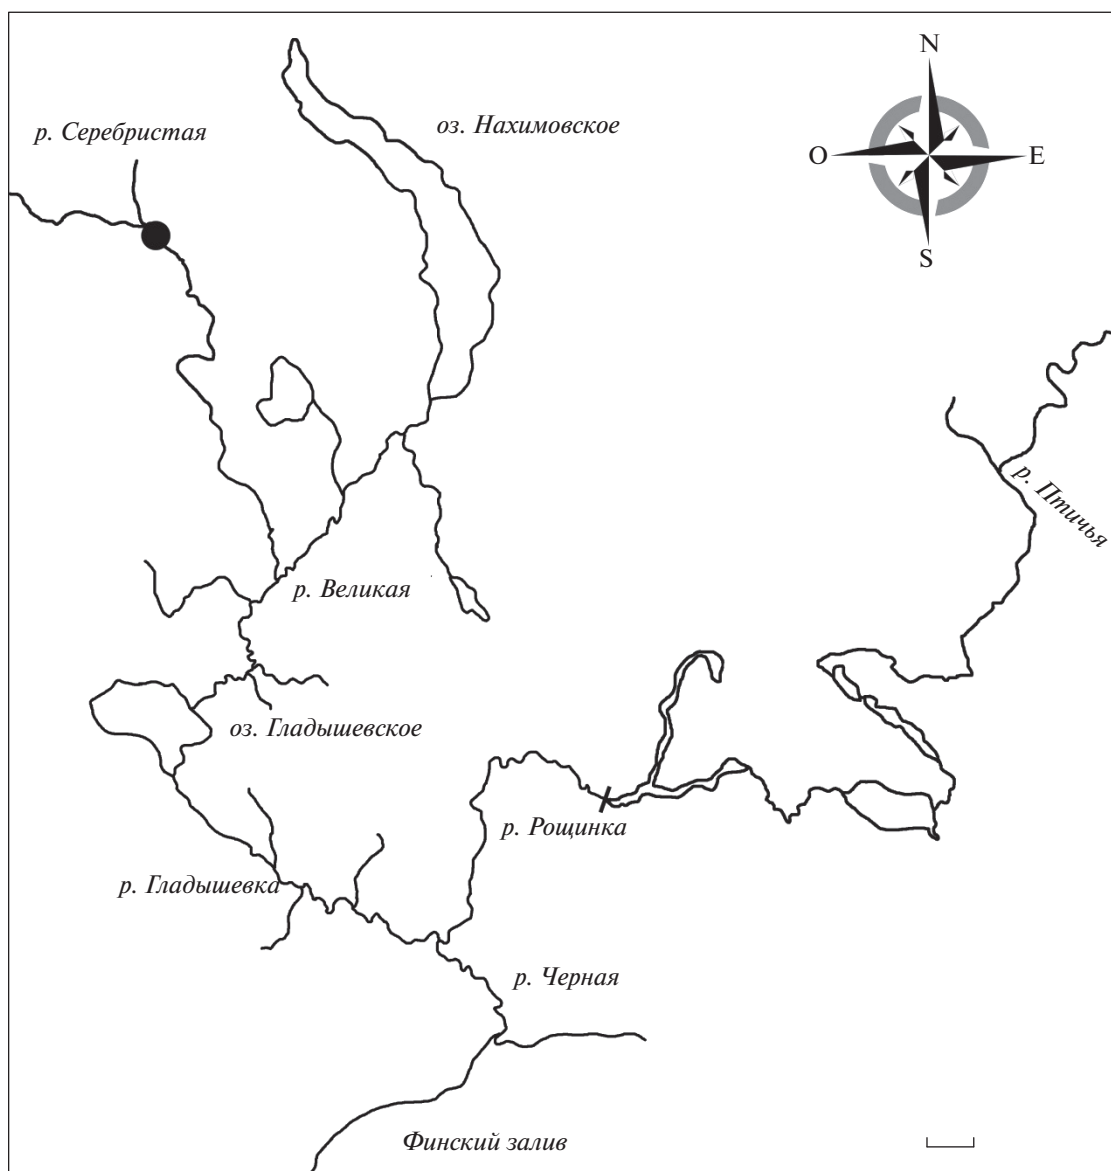 N
р. Серебристая
оз. Нахимовское
O
E
S
р. Птичья
р. Великая
оз. Гладышевское
р. Рощинка
р. Гладышевка
р. Черная
Финский залив